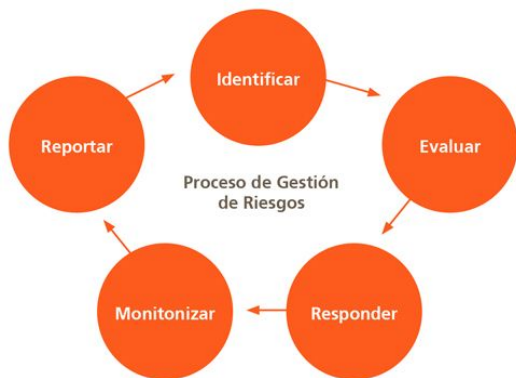 Identificar
Reportar
Evaluar
Proceso de Gestión
de Riesgos
Monitonizar
Responder